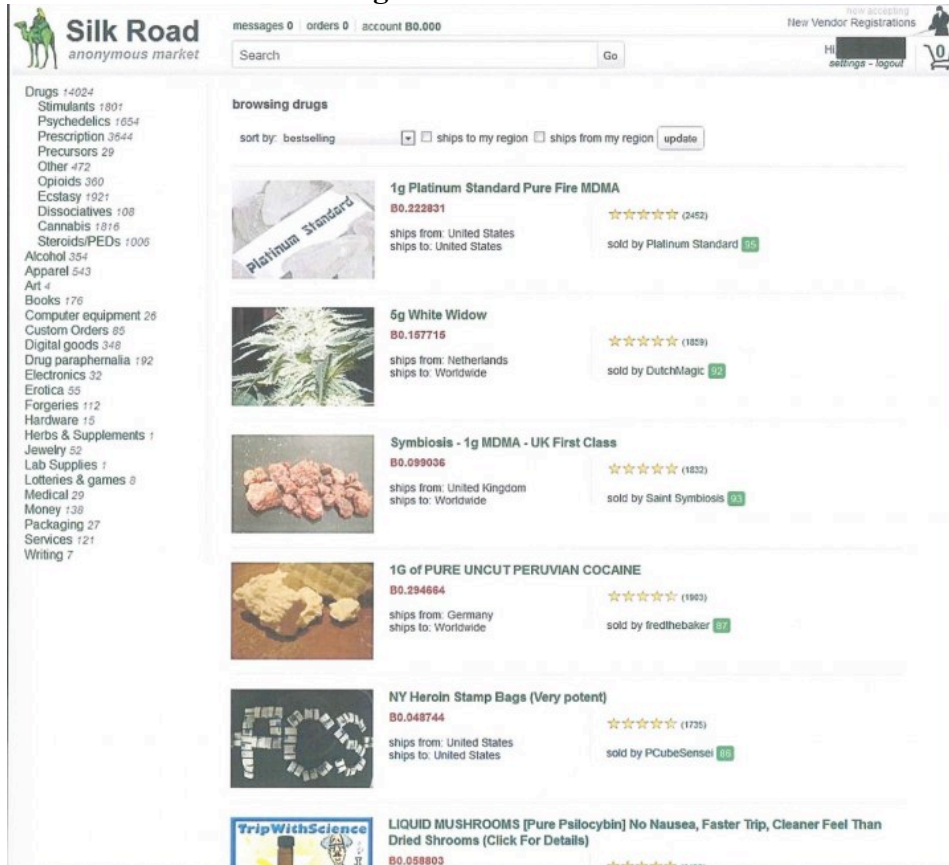 Silk Road
anonymous market
messages 0 orders 0 account B0.000
Search
Go
now accepting
New Vendor Registrations
Hi
settings - logout
0
Drugs 14024
Stimulants 1801
Psychedelics 1654
Prescription 3644
Precursors 29
Other 472
Opioids 360
Ecstasy 1921
Dissociatives 108
Cannabis 1816
Steroids/PEDs 1006
Alcohol 354
Apparel 543
Art 4
Books 176
Computer equipment 26
Custom Orders 85
Digital goods 348
Drug paraphernalia 192
Electronics 32
Erotica 55
Forgeries 112
Hardware 15
Herbs & Supplements 1
Jewelry 52
Lab Supplies 1
Lotteries & games 8
Medical 29
Money 138
Packaging 27
Services 121
Writing 7
browsing drugs
sort by: bestselling ships to my region ships from my region update
Platinum Standard
1g Platinum Standard Pure Fire MDMA
B0.222831
ships from: United States
ships to: United States
(2452)
sold by Platinum Standard 95
5g White Widow
B0.157715
ships from: Netherlands
ships to: Worldwide
(1859)
sold by DutchMagic 92
Symbiosis - 1g MDMA - UK First Class
B0.099036
ships from: United Kingdom
ships to: Worldwide
(1832)
sold by Saint Symbiosis 93
1G of PURE UNCUT PERUVIAN COCAINE
B0.294664
ships from: Germany
ships to: Worldwide
(1903)
sold by fredthebaker 87
PCS
NY Heroin Stamp Bags (Very potent)
B0.048744
ships from: United States
ships to: United States
(1735)
sold by PCubeSensei
TripWithScience
LIQUID MUSHROOMS [Pure Psilocybin] No Nausea, Faster Trip, Cleaner Feel Than
Dried Shrooms (Click For Details)
B0.058803